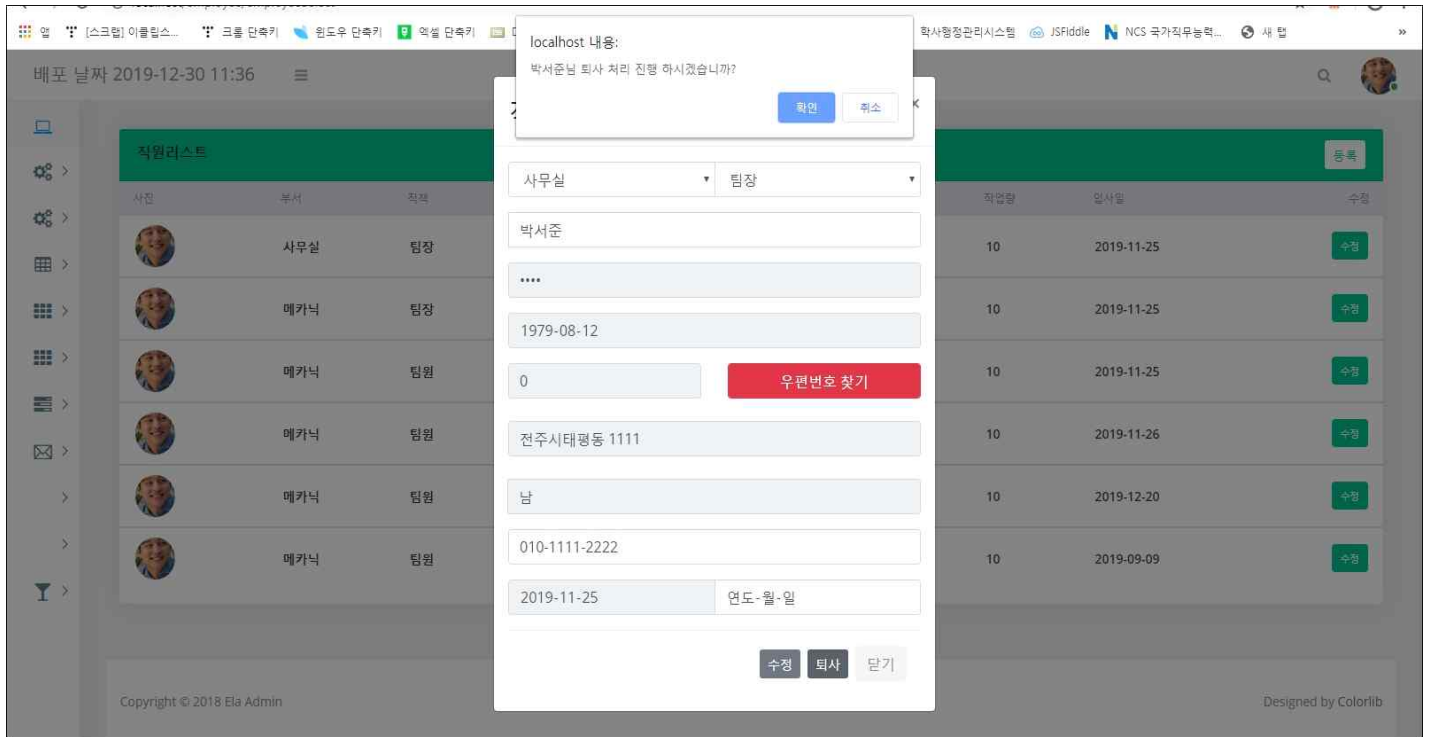 앱 [스크랩] 이클립스... 크롬 단축키 윈도우 단축키 엑셀 단축키 학사행정관리시스템 JSFiddle NCS 국가직무능력... 새 탭 »
localhost 내용:
박서준님 퇴사 처리 진행 하시겠습니까?
확인 취소
배포 날짜 2019-12-30 11:36
직원리스트 등록
사진 부서 직책 작업량 입사일 수정
사무실 팀장 10 2019-11-25 수정
메카닉 팀장 10 2019-11-25 수정
메카닉 팀원 10 2019-11-25 수정
메카닉 팀원 10 2019-11-26 수정
메카닉 팀원 10 2019-12-20 수정
메카닉 팀원 10 2019-09-09 수정
사무실 팀장
박서준
••••
1979-08-12
0 우편번호 찾기
전주시태평동 1111
남
010-1111-2222
2019-11-25 연도-월-일
수정 퇴사 닫기
Copyright © 2018 Ela Admin Designed by Colorlib